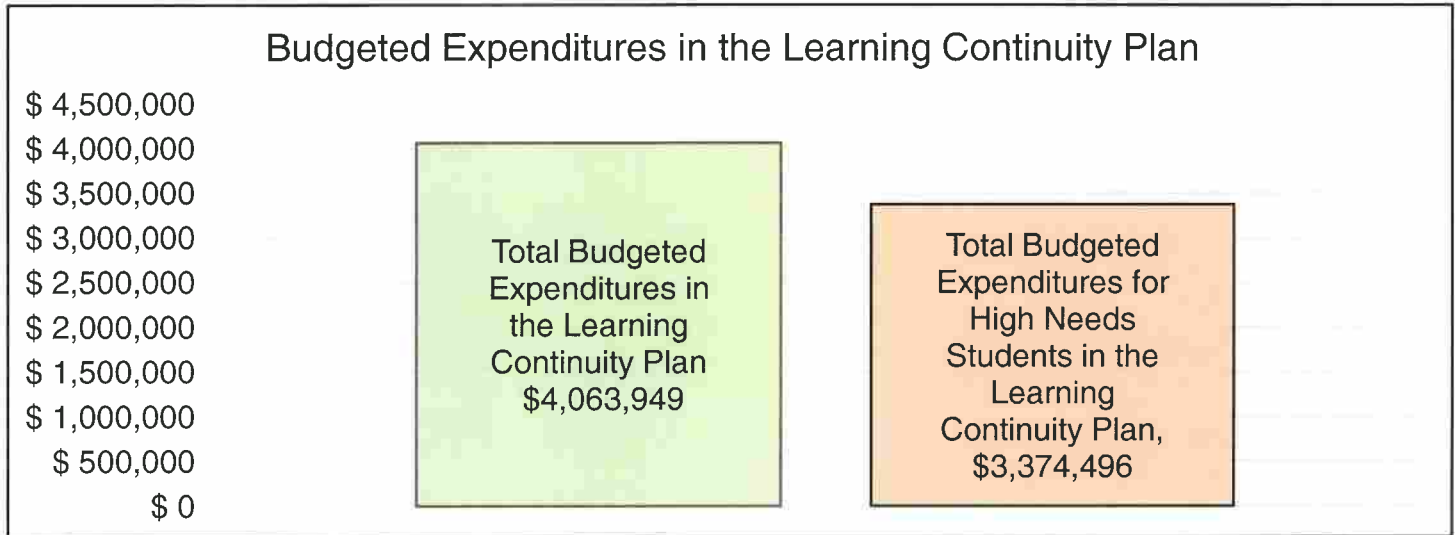 Budgeted Expenditures in the Learning Continuity Plan
$ 4,500,000
$ 4,000,000
$ 3,500,000
$ 3,000,000
$ 2,500,000
$ 2,000,000
$ 1,500,000
$ 1,000,000
$ 500,000
$ 0
Total Budgeted
Expenditures in
the Learning
Continuity Plan
$4,063,949
Total Budgeted
Expenditures for
High Needs
Students in the
Learning
Continuity Plan,
$3,374,496